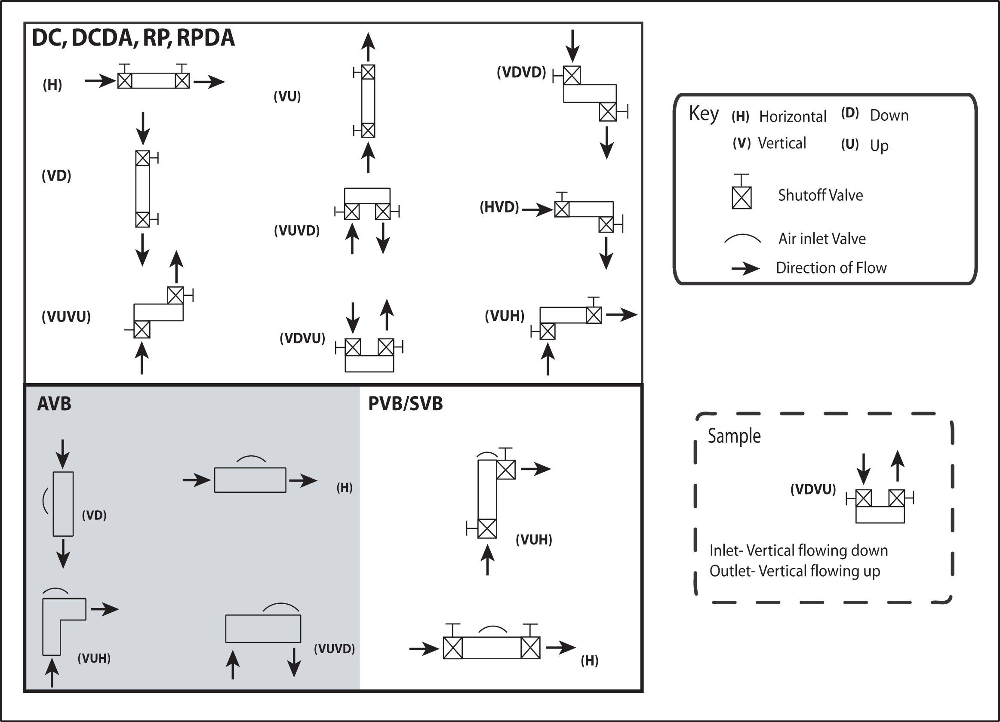 DC, DCDA, RP, RPDA
(H)
(VU)
(VDVD)
(VD)
(VUVD)
(HVD)
(VUVU)
(VDVU)
(VUH)
Key (H) Horizontal (D) Down
(V) Vertical (U) Up
Shutoff Valve
Air inlet Valve
Direction of Flow
AVB
(VD)
(H)
(VUH)
(VUVD)
PVB/SVB
(VUH)
(H)
Sample
(VDVU)
Inlet- Vertical flowing down
Outlet- Vertical flowing up